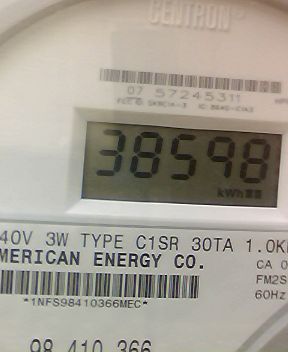 CENTRON®
07 57245311
38598
kWh
40V 3W TYPE C1SR 30TA 1.0K
MERICAN ENERGY CO.
CA 0
FM2S
60Hz
*1NFS98410366MEC*
98 410 366